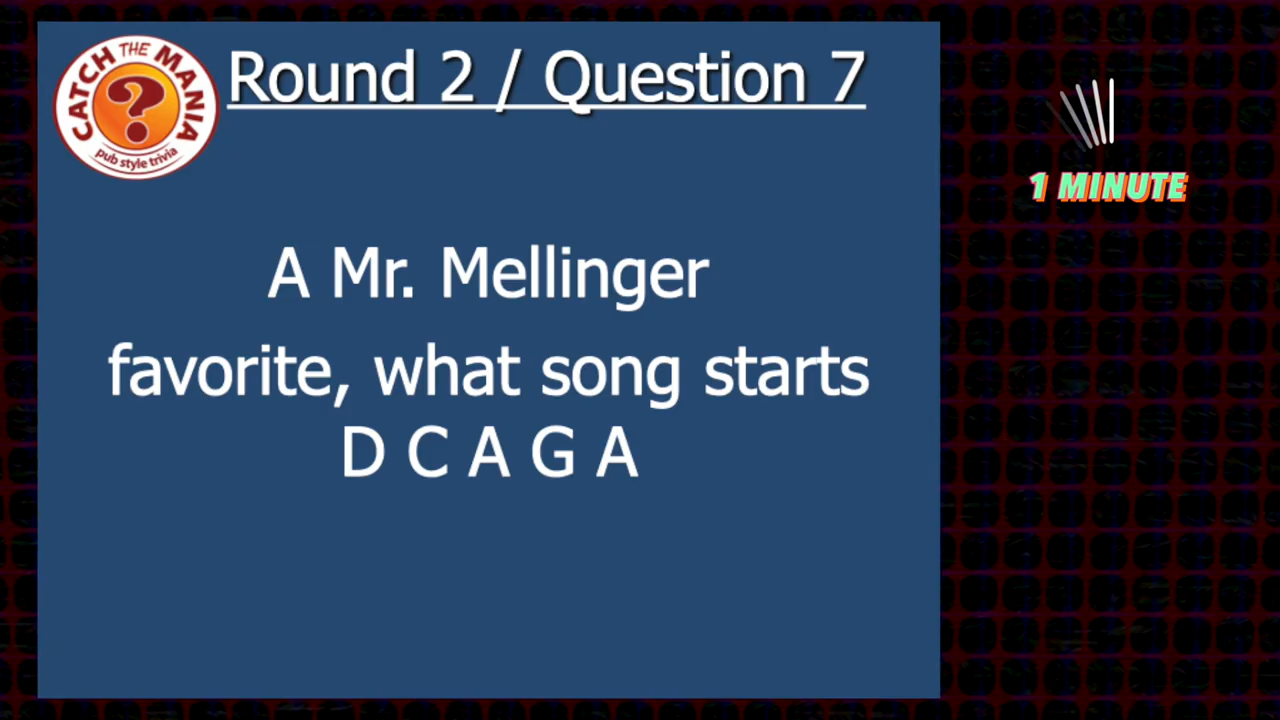 CATCH THE MANIA
?
pub style trivia
Round 2 / Question 7
1 MINUTE
A Mr. Mellinger
favorite, what song starts
D C A G A